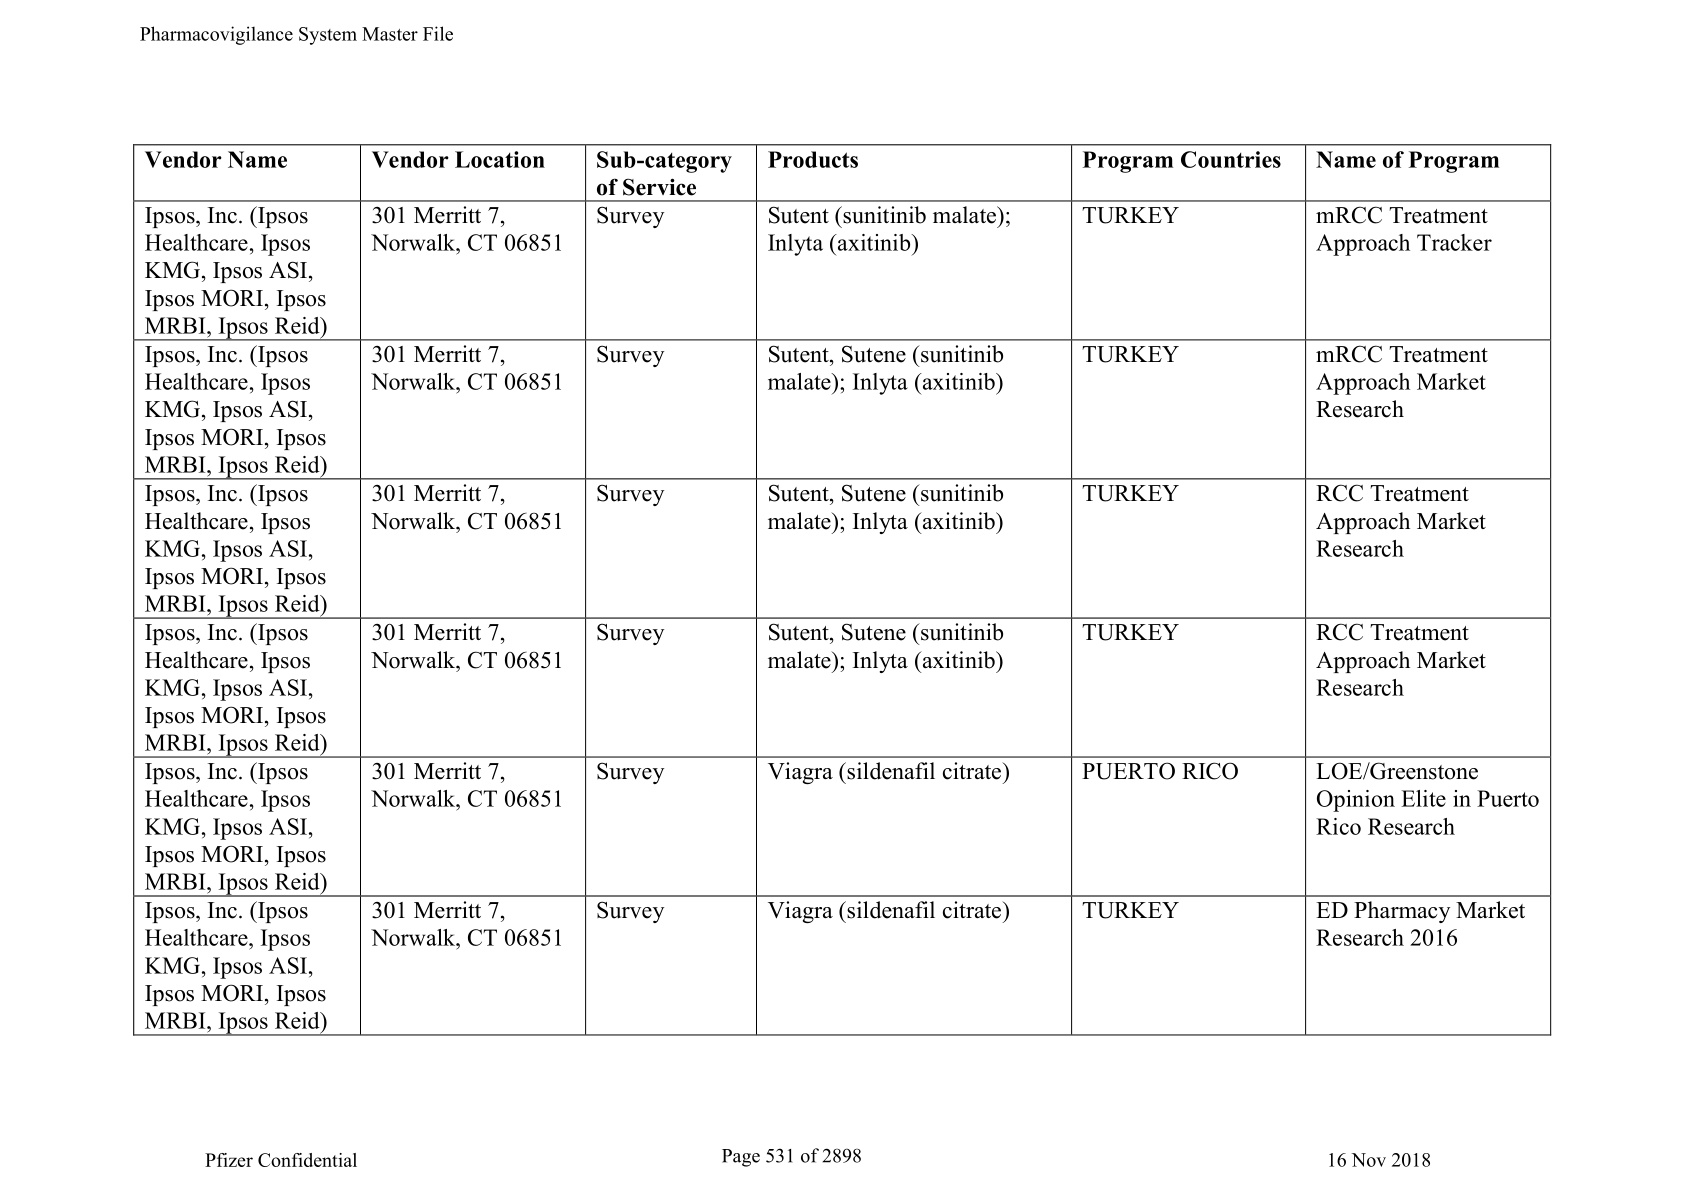 Pharmacovigilance System Master File
Vendor Name
Vendor Location
Sub-category
of Service
Products
Program Countries
Name of Program
Ipsos, Inc. (Ipsos
Healthcare, Ipsos
KMG, Ipsos ASI,
Ipsos MORI, Ipsos
MRBI, Ipsos Reid)
301 Merritt 7,
Norwalk, CT 06851
Survey
Sutent (sunitinib malate);
Inlyta (axitinib)
TURKEY
mRCC Treatment
Approach Tracker
Ipsos, Inc. (Ipsos
Healthcare, Ipsos
KMG, Ipsos ASI,
Ipsos MORI, Ipsos
MRBI, Ipsos Reid)
301 Merritt 7,
Norwalk, CT 06851
Survey
Sutent, Sutene (sunitinib
malate); Inlyta (axitinib)
TURKEY
mRCC Treatment
Approach Market
Research
Ipsos, Inc. (Ipsos
Healthcare, Ipsos
KMG, Ipsos ASI,
Ipsos MORI, Ipsos
MRBI, Ipsos Reid)
301 Merritt 7,
Norwalk, CT 06851
Survey
Sutent, Sutene (sunitinib
malate); Inlyta (axitinib)
TURKEY
RCC Treatment
Approach Market
Research
Ipsos, Inc. (Ipsos
Healthcare, Ipsos
KMG, Ipsos ASI,
Ipsos MORI, Ipsos
MRBI, Ipsos Reid)
301 Merritt 7,
Norwalk, CT 06851
Survey
Sutent, Sutene (sunitinib
malate); Inlyta (axitinib)
TURKEY
RCC Treatment
Approach Market
Research
Ipsos, Inc. (Ipsos
Healthcare, Ipsos
KMG, Ipsos ASI,
Ipsos MORI, Ipsos
MRBI, Ipsos Reid)
301 Merritt 7,
Norwalk, CT 06851
Survey
Viagra (sildenafil citrate)
PUERTO RICO
LOE/Greenstone
Opinion Elite in Puerto
Rico Research
Ipsos, Inc. (Ipsos
Healthcare, Ipsos
KMG, Ipsos ASI,
Ipsos MORI, Ipsos
MRBI, Ipsos Reid)
301 Merritt 7,
Norwalk, CT 06851
Survey
Viagra (sildenafil citrate)
TURKEY
ED Pharmacy Market
Research 2016
Pfizer Confidential
Page 531 of 2898
16 Nov 2018